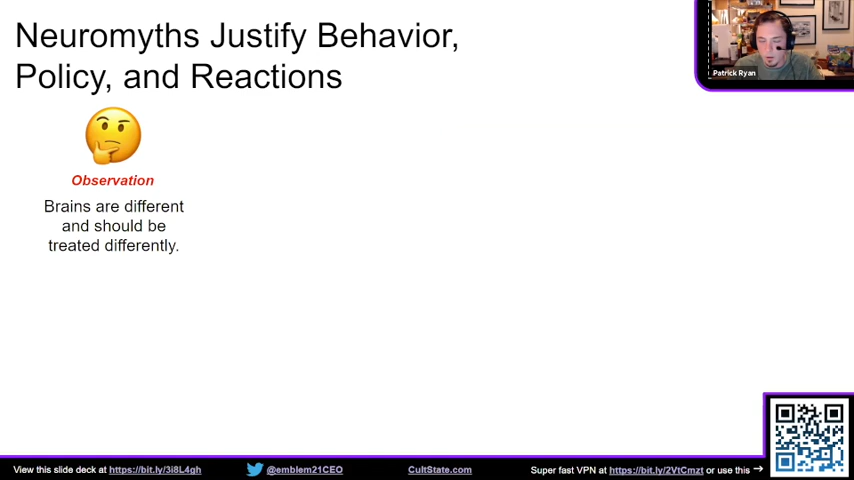 Neuromyths Justify Behavior,
Policy, and Reactions
Patrick Ryan
Observation
Brains are different
and should be
treated differently.
View this slide deck at https://bit.ly/3i8L4gh
@emblem21CEO
CultState.com
Super fast VPN at https://bit.ly/2VtCmzt or use this →